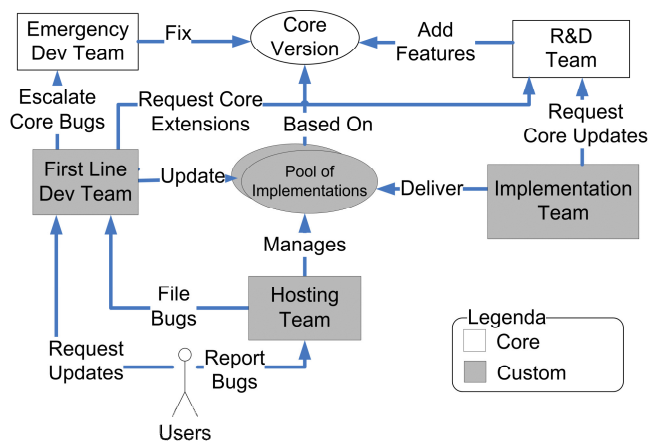 Emergency
Dev Team
Fix
Core
Version
Add
Features
R&D
Team
Escalate
Core Bugs
Request Core
Extensions
Based On
Request
Core Updates
First Line
Dev Team
Update
Pool of
Implementations
Deliver
Implementation
Team
Manages
File
Bugs
Hosting
Team
Request
Updates
Report
Bugs
Users
Legenda
Core
Custom